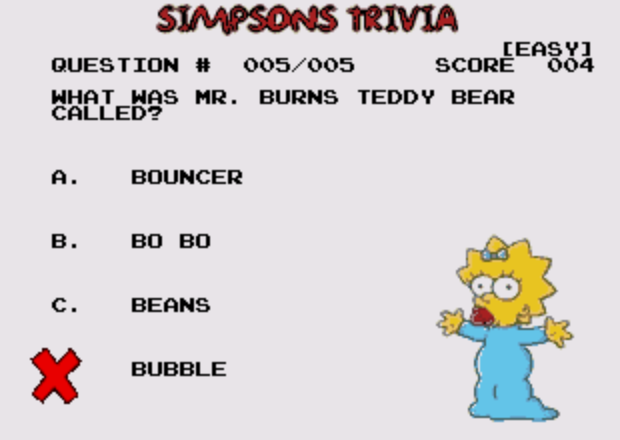 SIMPSONS TRIVIA
[EASY]
QUESTION # 005/005 SCORE 004
WHAT WAS MR. BURNS TEDDY BEAR
CALLED?
A. BOUNCER
B. BO BO
C. BEANS
BUBBLE